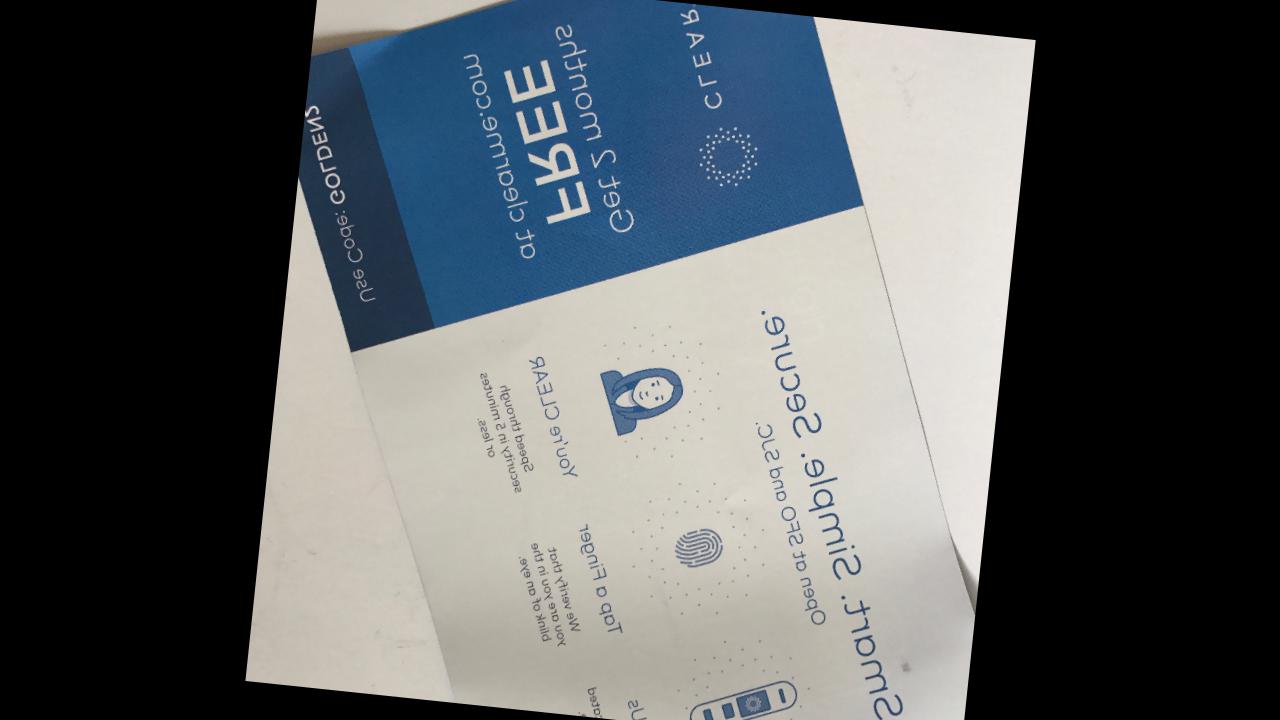 CLEAR
Get 2 months
FREE
at clearme.com
Use Code: GOLDENS
Smart. Simple. Secure.
Open at SFO and SJC.
Tap a Finger
We verify that
you are you in the
blink of an eye.
You're CLEAR
Speed through
security in 5 minutes
or less.